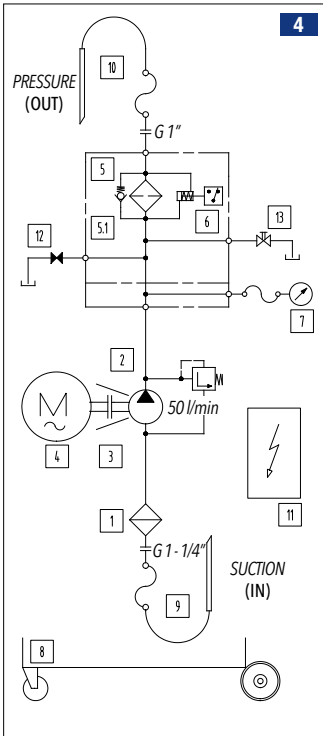 4
10
PRESSURE
(OUT)
G 1"
5
5.1
6
13
12
7
2
M
50 l/min
4
3
11
1
G 1 - 1/4"
SUCTION
(IN)
9
8